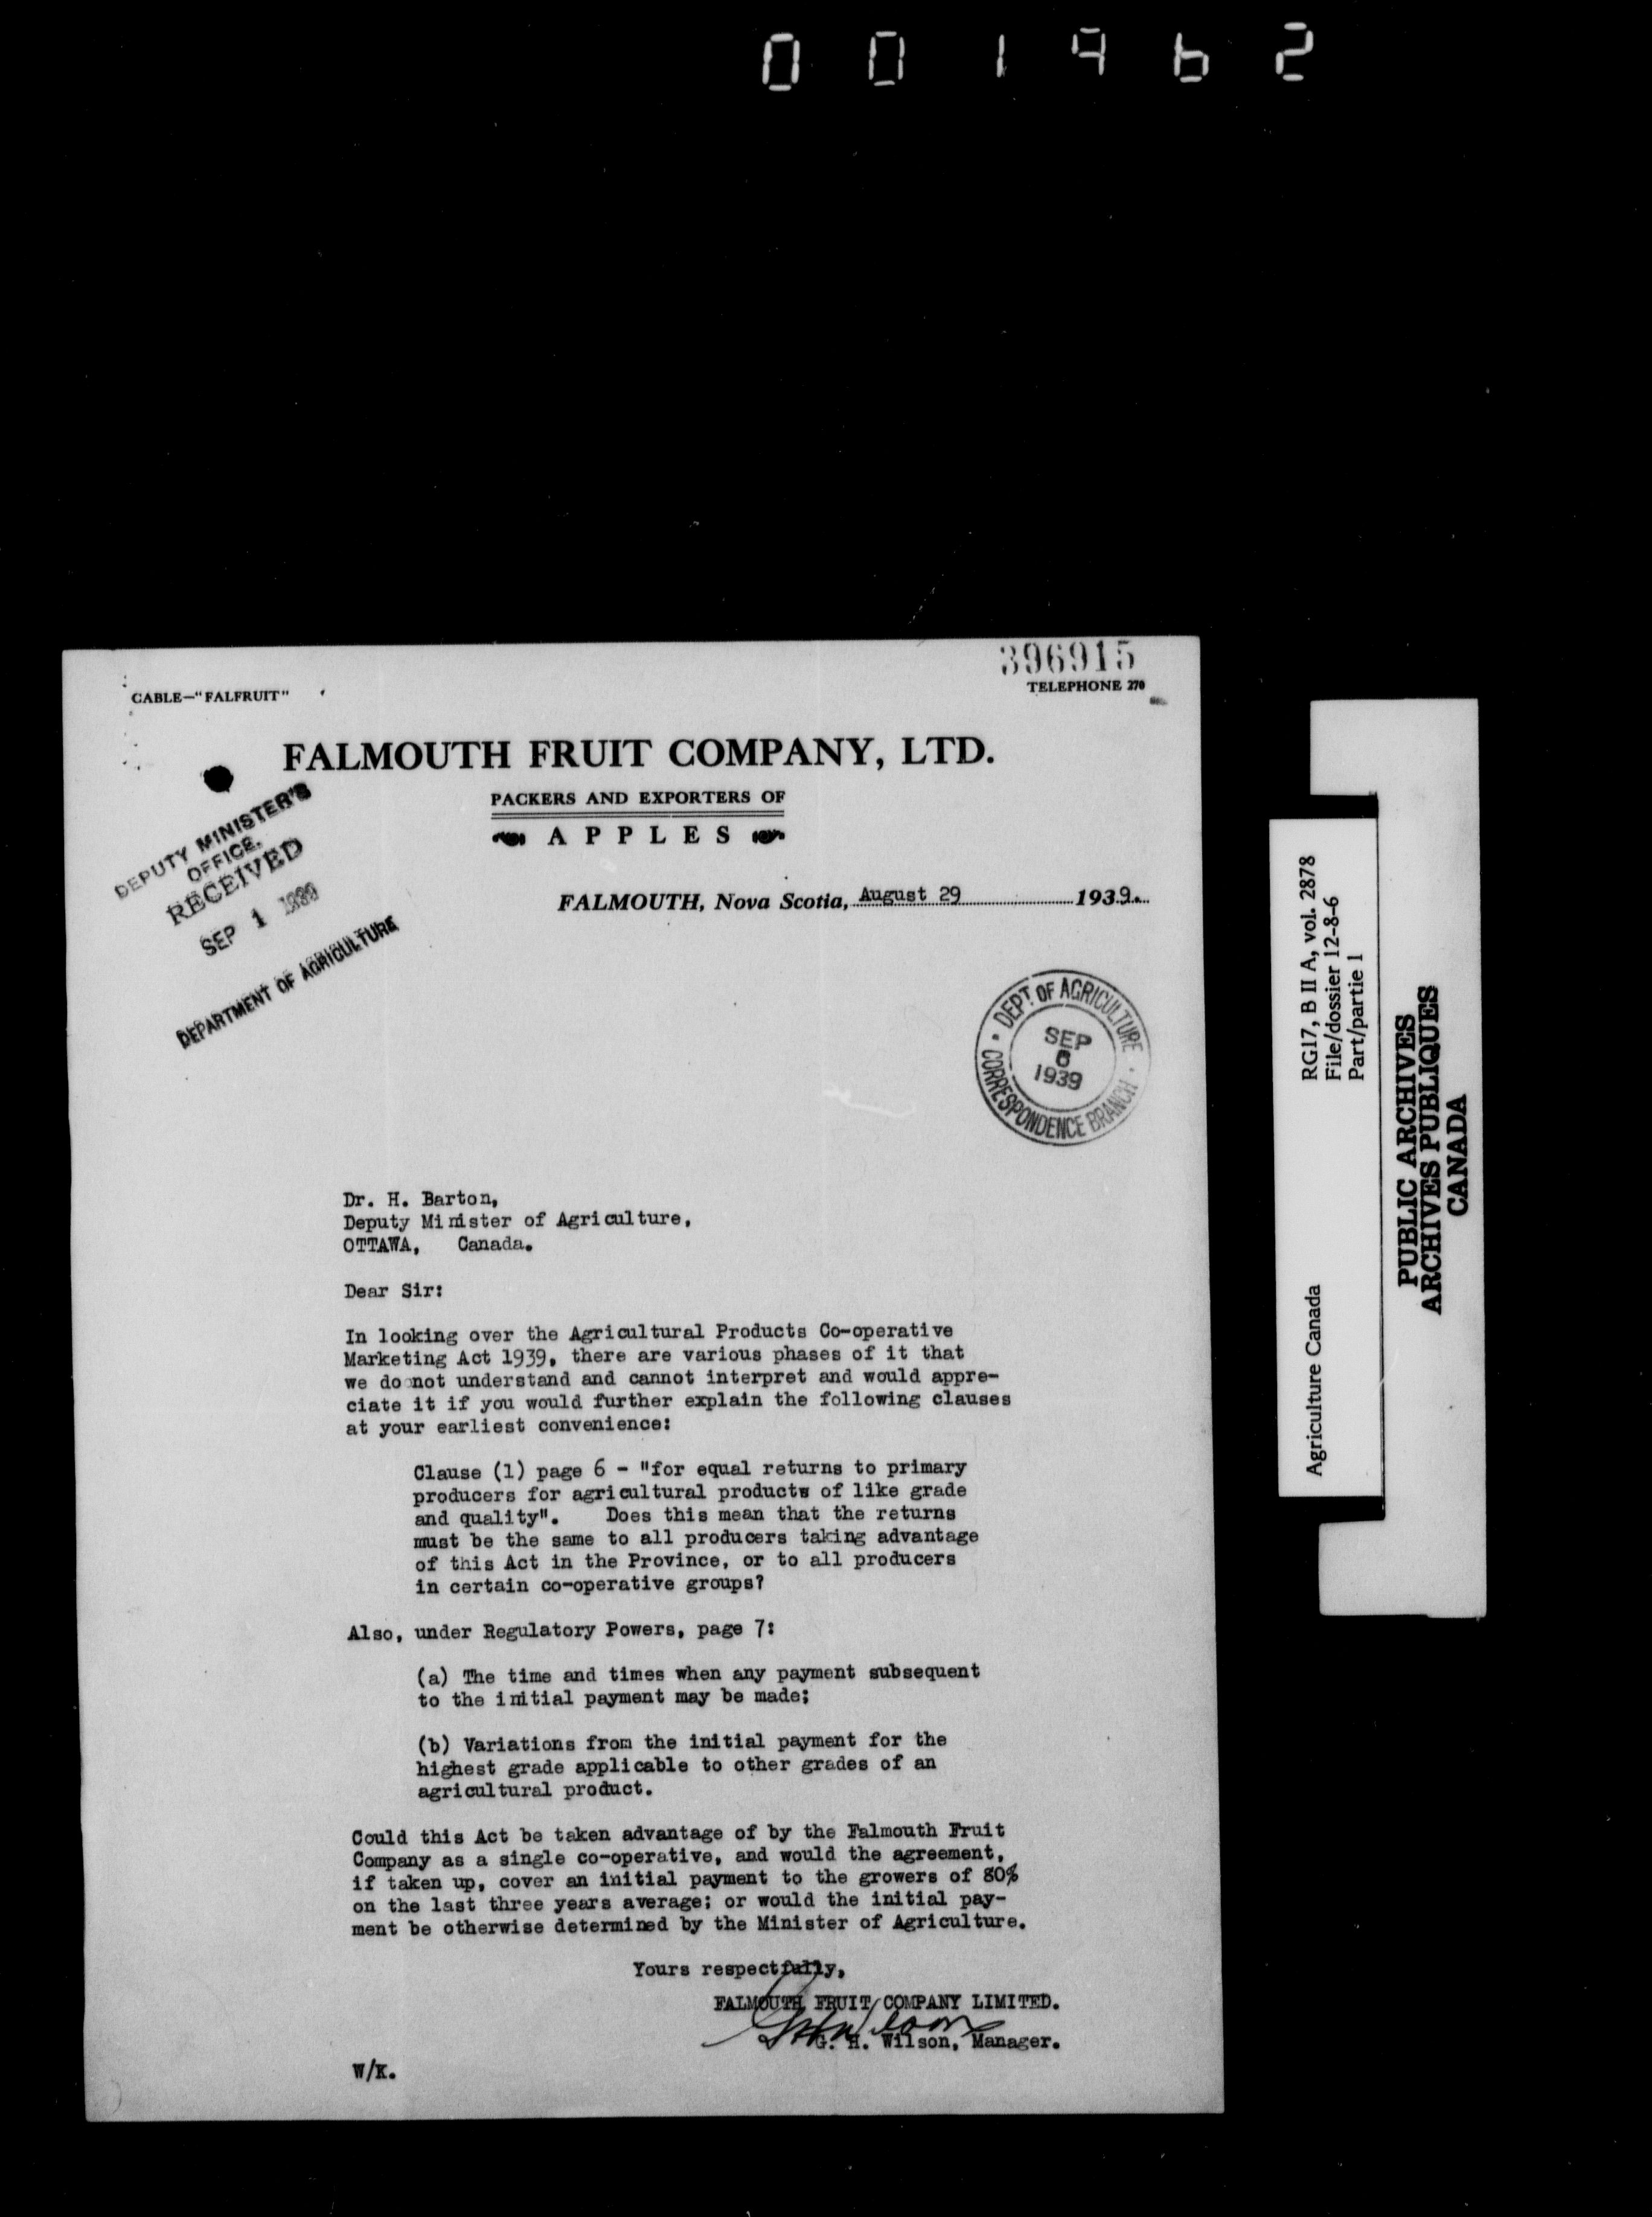 001962
396915
CABLE—"FALFRUIT"
TELEPHONE 270
FALMOUTH FRUIT COMPANY, LTD.
PACKERS AND EXPORTERS OF
APPLES
DEPUTY MINISTER'S
OFFICE.
RECEIVED
SEP 1 1939
DEPARTMENT OF AGRICULTURE
FALMOUTH, Nova Scotia, August 29 1939.
DEPT. OF AGRICULTURE
SEP
6
1939
CORRESPONDENCE BRANCH
Dr. H. Barton,
Deputy Minister of Agriculture,
OTTAWA, Canada.
Dear Sir:
In looking over the Agricultural Products Co-operative
Marketing Act 1939, there are various phases of it that
we do not understand and cannot interpret and would appre-
ciate it if you would further explain the following clauses
at your earliest convenience:
Clause (1) page 6 - "for equal returns to primary
producers for agricultural products of like grade
and quality". Does this mean that the returns
must be the same to all producers taking advantage
of this Act in the Province, or to all producers
in certain co-operative groups?
Also, under Regulatory Powers, page 7:
(a) The time and times when any payment subsequent
to the initial payment may be made;
(b) Variations from the initial payment for the
highest grade applicable to other grades of an
agricultural product.
Could this Act be taken advantage of by the Falmouth Fruit
Company as a single co-operative, and would the agreement,
if taken up, cover an initial payment to the growers of 80%
on the last three years average; or would the initial pay-
ment be otherwise determined by the Minister of Agriculture.
Yours respectfully,
FALMOUTH FRUIT COMPANY LIMITED.
G. H. Wilson, Manager.
W/K.
Agriculture Canada
RG17, B II A, vol. 2878
File/dossier 12-8-6
Part/partie 1
PUBLIC ARCHIVES
ARCHIVES PUBLIQUES
CANADA